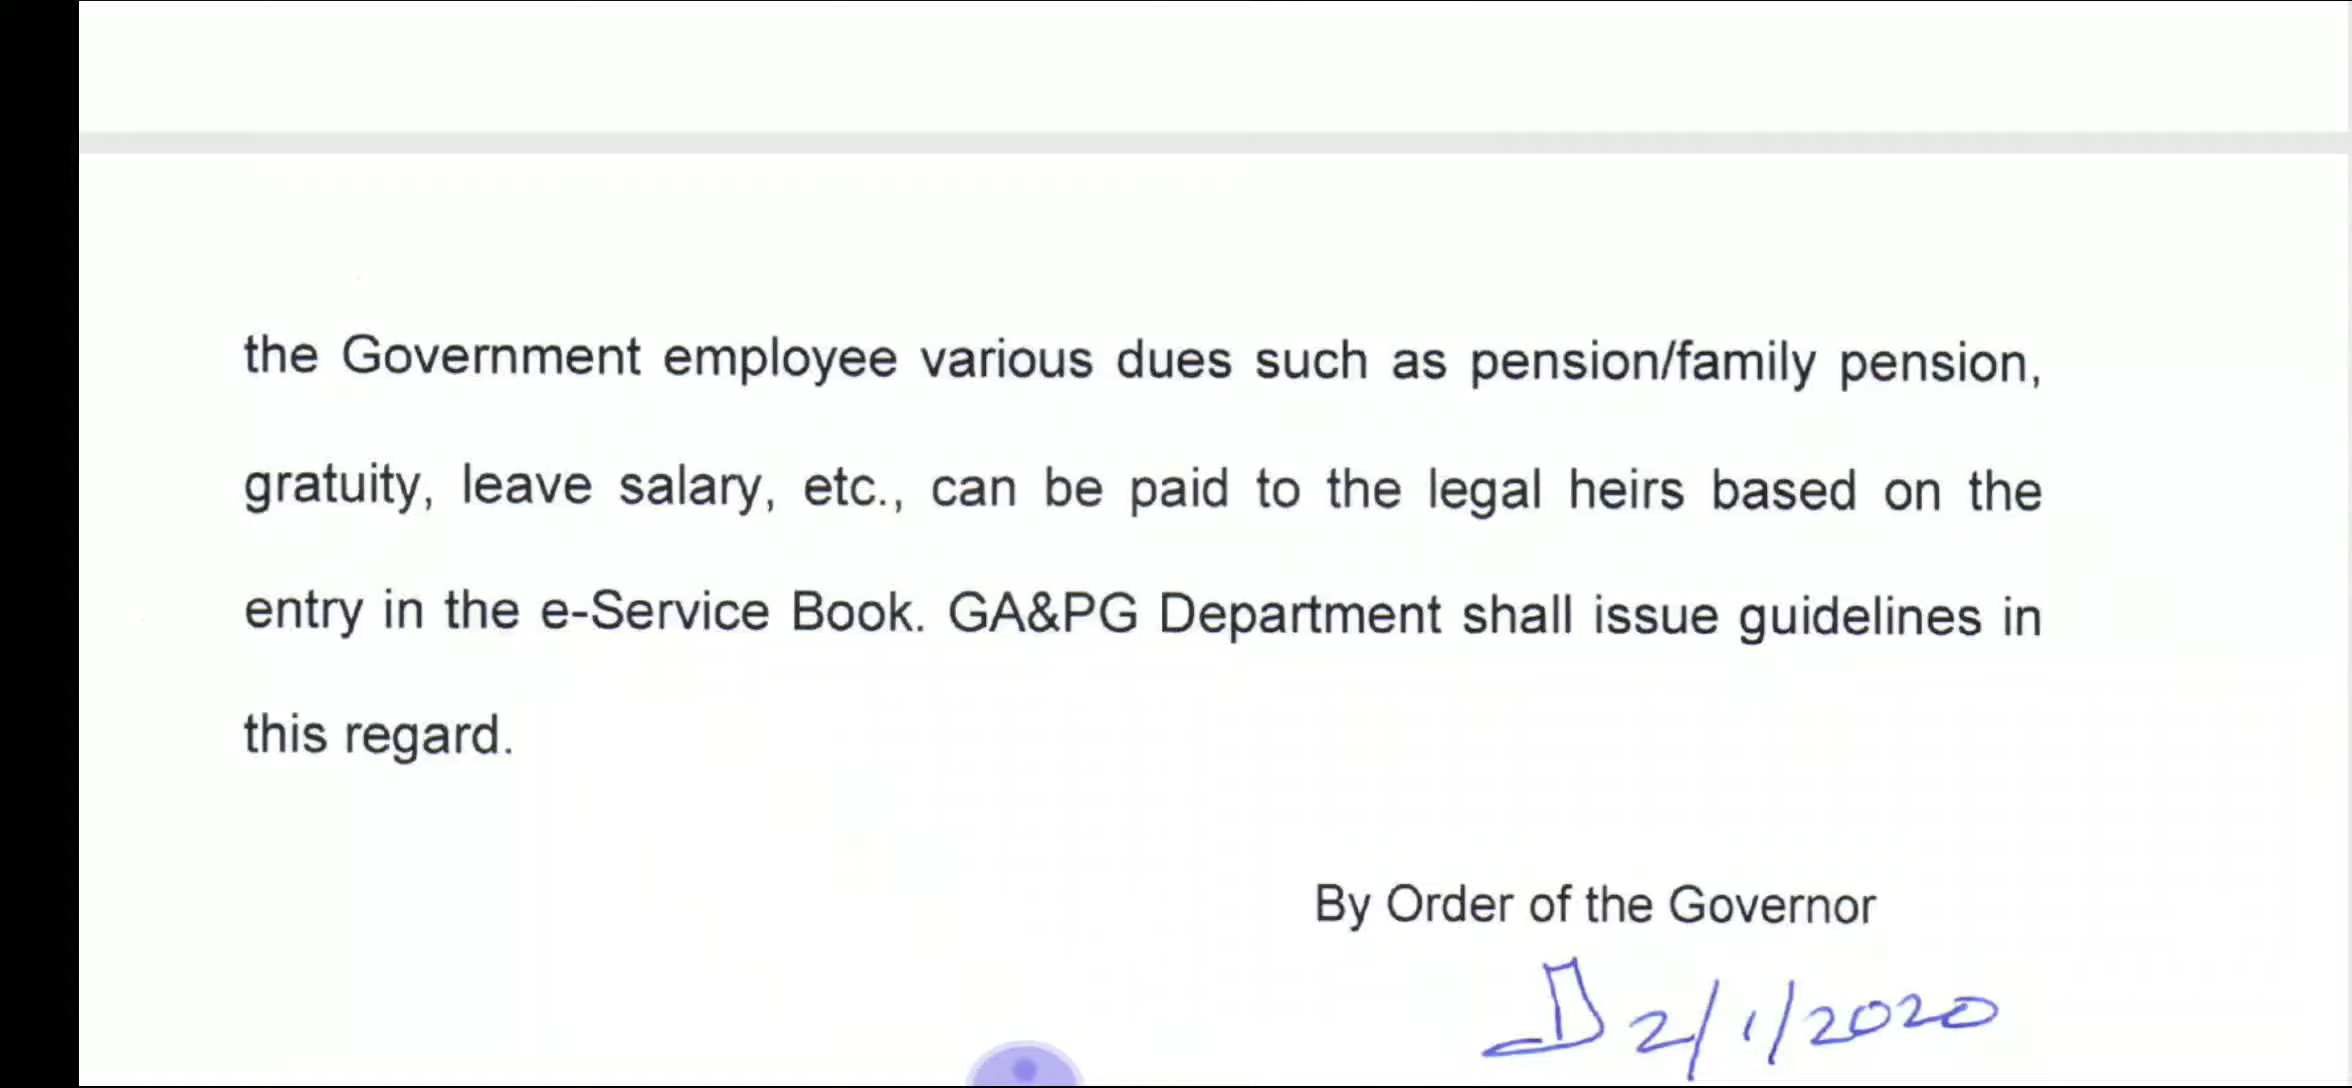 the Government employee various dues such as pension/family pension,
gratuity, leave salary, etc., can be paid to the legal heirs based on the
entry in the e-Service Book. GA&PG Department shall issue guidelines in
this regard.
By Order of the Governor
2/1/2020